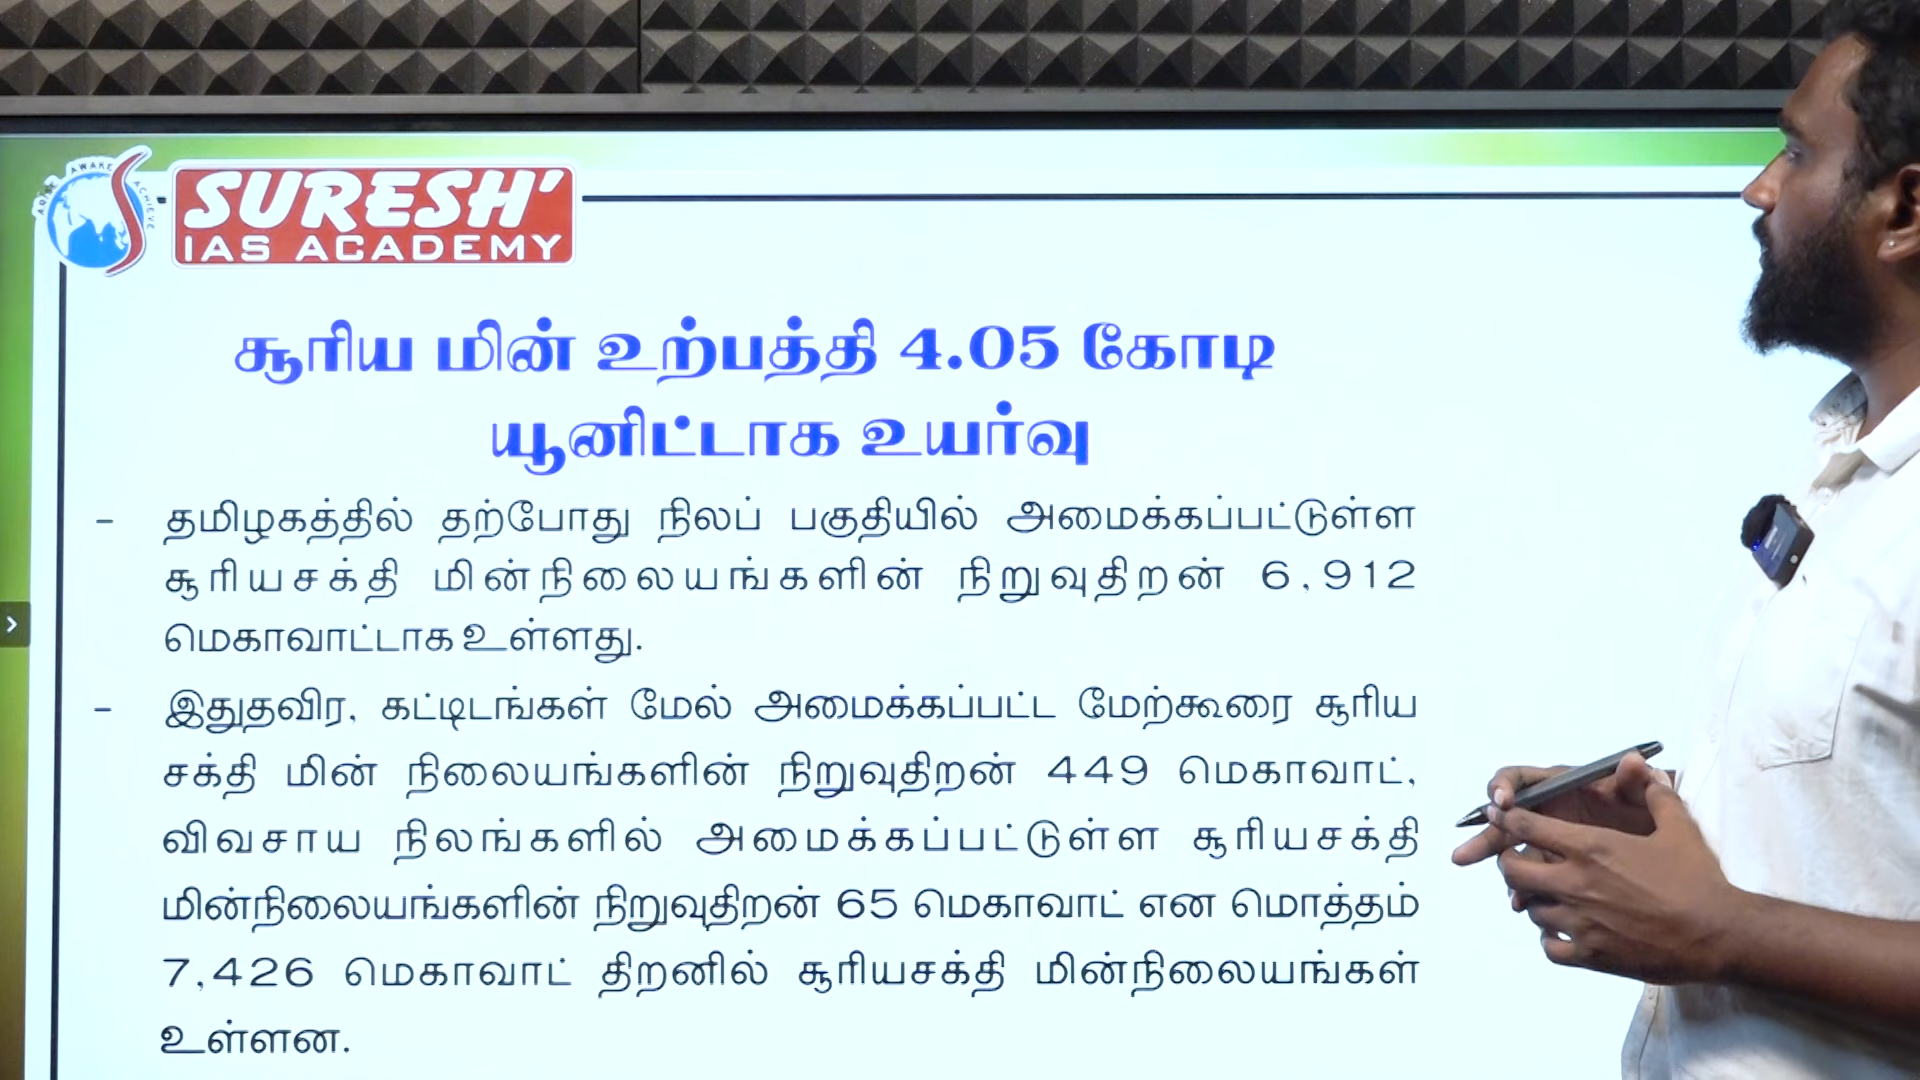 ARISE AWAKE ACHIEVE
SURESH'
IAS ACADEMY
சூரிய மின் உற்பத்தி 4.05 கோடி
யூனிட்டாக உயர்வு
- தமிழகத்தில் தற்போது நிலப் பகுதியில் அமைக்கப்பட்டுள்ள
சூரியசக்தி மின்நிலையங்களின் நிறுவுதிறன் 6,912
மெகாவாட்டாக உள்ளது.
- இதுதவிர, கட்டிடங்கள் மேல் அமைக்கப்பட்ட மேற்கூரை சூரிய
சக்தி மின் நிலையங்களின் நிறுவுதிறன் 449 மெகாவாட்,
விவசாய நிலங்களில் அமைக்கப்பட்டுள்ள சூரியசக்தி
மின்நிலையங்களின் நிறுவுதிறன் 65 மெகாவாட் என மொத்தம்
7,426 மெகாவாட் திறனில் சூரியசக்தி மின்நிலையங்கள்
உள்ளன.